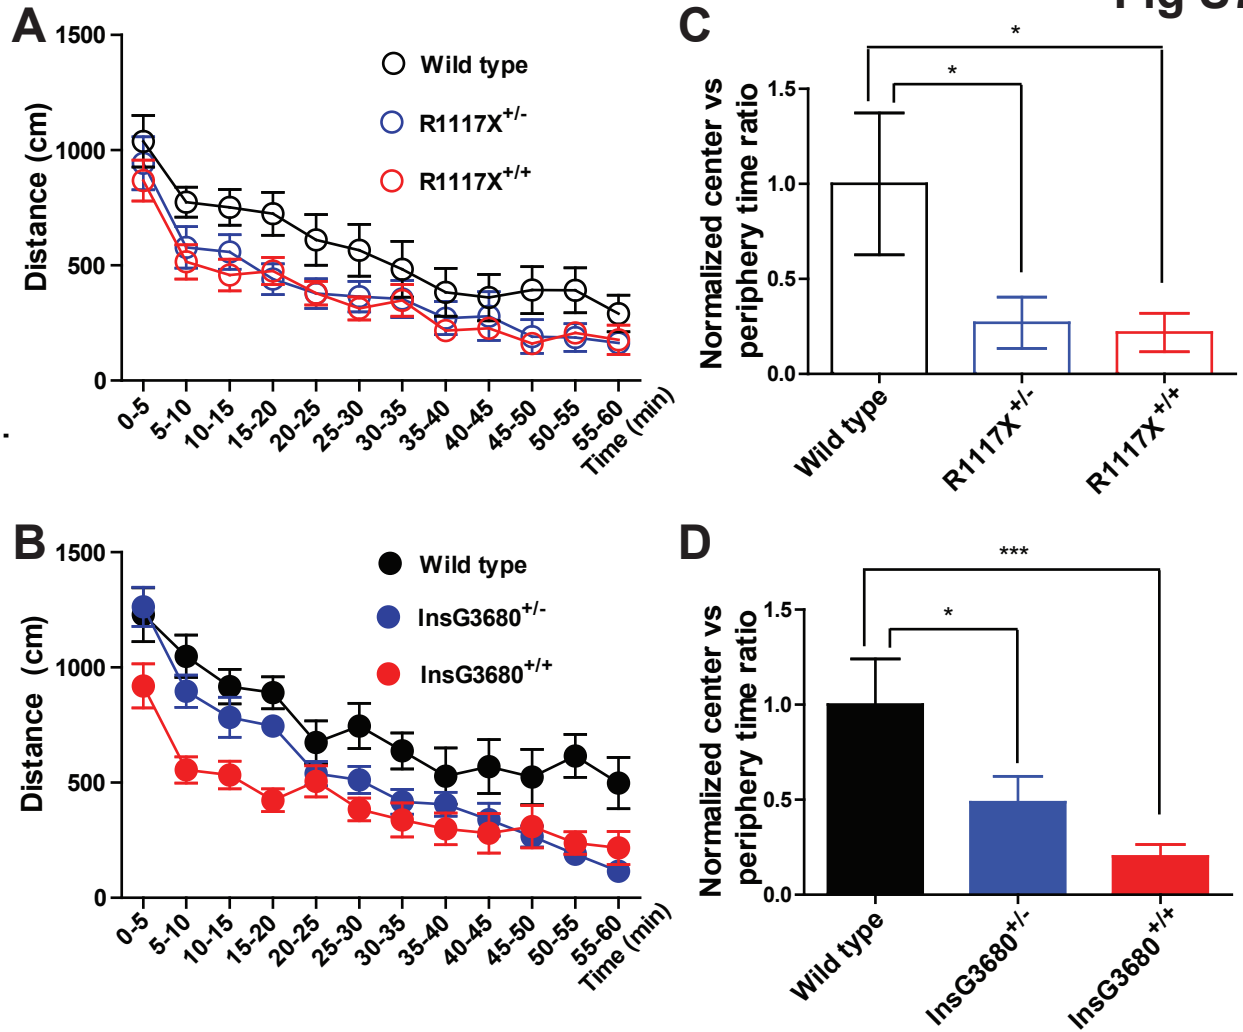 A
1500
1000
500
0
Distance (cm)
Wild type
R1117X+/-
R1117X+/+
0-5
5-10
10-15
15-20
20-25
25-30
30-35
35-40
40-45
45-50
50-55
55-60
Time (min)
C
*
*
Normalized center vs
periphery time ratio
1.5
1.0
0.5
0.0
Wild type
R1117X+/-
R1117X+/+
.
B
1500
1000
500
0
Distance (cm)
Wild type
InsG3680+/-
InsG3680+/+
0-5
5-10
10-15
15-20
20-25
25-30
30-35
35-40
40-45
45-50
50-55
55-60
Time (min)
D
***
*
Normalized center vs
periphery time ratio
1.5
1.0
0.5
0.0
Wild type
InsG3680+/-
InsG3680+/+